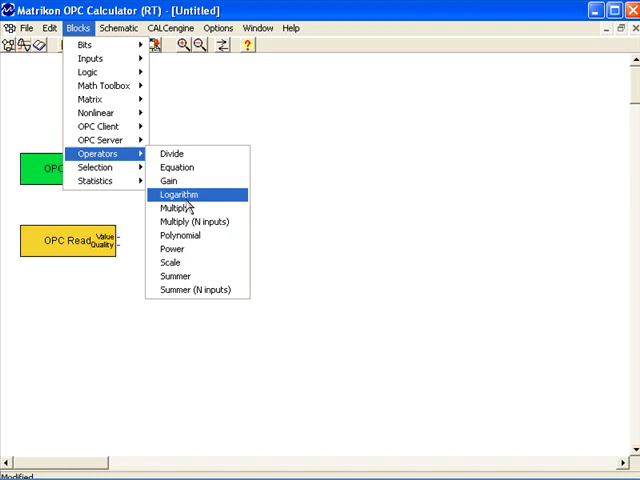 Matrikon OPC Calculator (RT) - [Untitled]
File Edit Blocks Schematic CALCengine Options Window Help
Bits
Inputs
Logic
Math Toolbox
Matrix
Nonlinear
OPC Client
OPC Server
Operators
Selection
Statistics
Divide
Equation
Gain
Logarithm
Multiply
Multiply (N inputs)
Polynomial
Power
Scale
Summer
Summer (N inputs)
OPC
OPC Read
Value
Quality
Modified